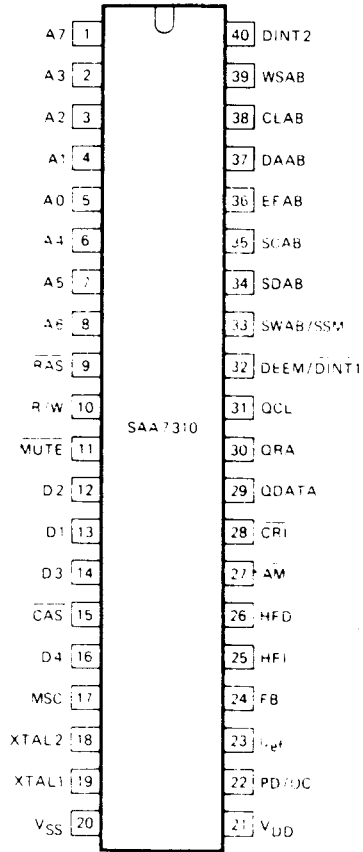 A7 1
A3 2
A2 3
A1 4
A0 5
A4 6
A5 7
A6 8
RAS 9
R/W 10
MUTE 11
D2 12
D1 13
D3 14
CAS 15
D4 16
MSC 17
XTAL2 18
XTAL1 19
VSS 20
SAA7310
40 DINT2
39 WSAB
38 CLAB
37 DAAB
36 EFAB
35 SCAB
34 SDAB
33 SWAB/SSM
32 DEEM/DINT1
31 QCL
30 QRA
29 QDATA
28 CRI
27 AM
26 HFD
25 HFI
24 FB
23 Iref
22 PD/OC
21 VDD